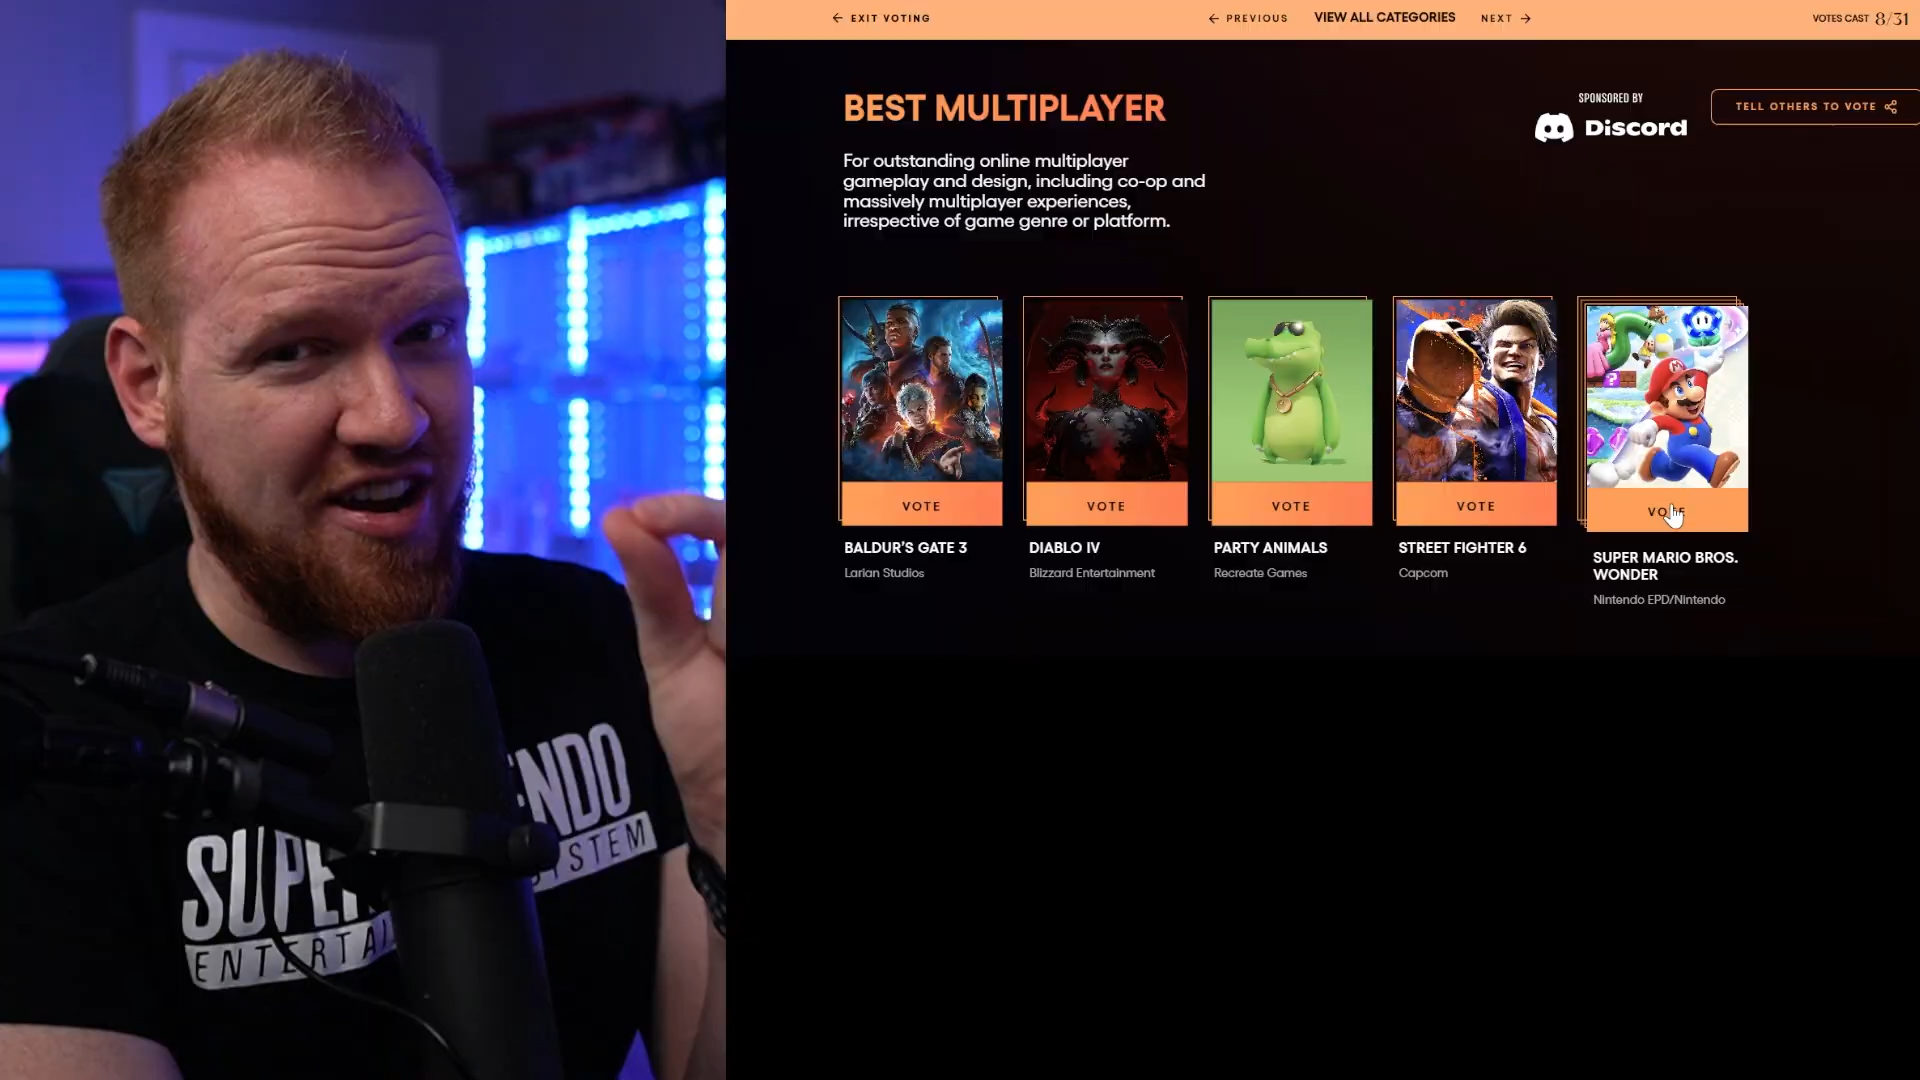 EXIT VOTING
PREVIOUS
VIEW ALL CATEGORIES
NEXT
VOTES CAST 8/31
BEST MULTIPLAYER
SPONSORED BY
Discord
TELL OTHERS TO VOTE
For outstanding online multiplayer
gameplay and design, including co-op and
massively multiplayer experiences,
irrespective of game genre or platform.
VOTE
VOTE
VOTE
VOTE
VOTE
BALDUR'S GATE 3
Larian Studios
DIABLO IV
Blizzard Entertainment
PARTY ANIMALS
Recreate Games
STREET FIGHTER 6
Capcom
SUPER MARIO BROS.
WONDER
Nintendo EPD/Nintendo